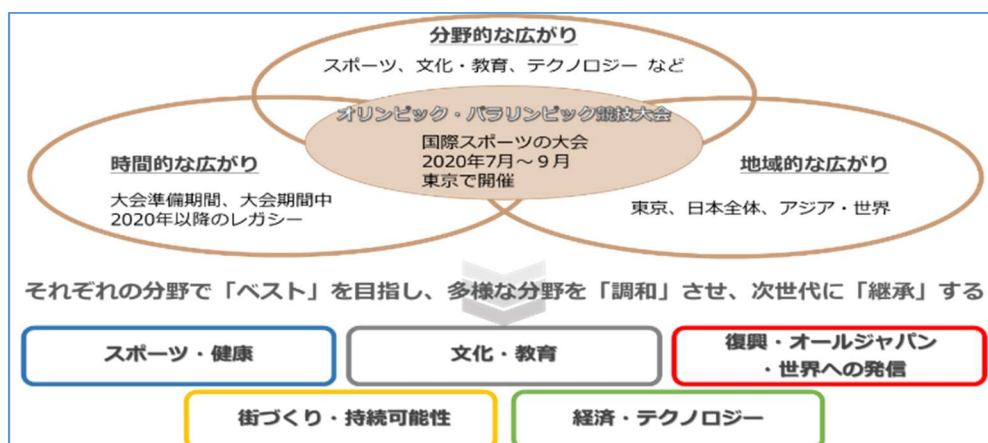 分野的な広がり
スポーツ、文化・教育、テクノロジー など
オリンピック・パラリンピック競技大会
国際スポーツの大会
2020年7月～９月
東京で開催
時間的な広がり
大会準備期間、大会期間中
2020年以降のレガシー
地域的な広がり
東京、日本全体、アジア・世界
それぞれの分野で「ベスト」を目指し、多様な分野を「調和」させ、次世代に「継承」する
スポーツ・健康
文化・教育
復興・オールジャパン
・世界への発信
街づくり・持続可能性
経済・テクノロジー